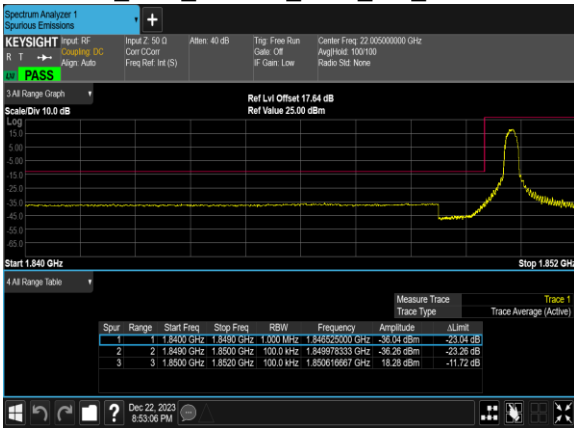 Spectrum Analyzer 1
Spurious Emissions
+
KEYSIGHT
R T
LXI
PASS
Input: RF
Coupling: DC
Align: Auto
Input Z: 50 Ω
Corr CCorr
Freq Ref: Int (S)
Atten: 40 dB
Trig: Free Run
Gate: Off
IF Gain: Low
Center Freq: 22.005000000 GHz
Avg|Hold: 100/100
Radio Std: None
3 All Range Graph
Scale/Div 10.0 dB
Ref Lvl Offset 17.64 dB
Ref Value 25.00 dBm
Log
15.0
5.00
-5.00
-15.0
-25.0
-35.0
-45.0
-55.0
-65.0
Start 1.840 GHz
Stop 1.852 GHz
4 All Range Table
Measure Trace Trace 1
Trace Type Trace Average (Active)
Spur Range Start Freq Stop Freq RBW Frequency Amplitude ΔLimit
1 1 1.8400 GHz 1.8490 GHz 1.000 MHz 1.846525000 GHz -36.04 dBm -23.04 dB
2 2 1.8490 GHz 1.8500 GHz 100.0 kHz 1.849978333 GHz -36.26 dBm -23.26 dB
3 3 1.8500 GHz 1.8520 GHz 100.0 kHz 1.850616667 GHz 18.28 dBm -11.72 dB
?
Dec 22, 2023
8:53:06 PM